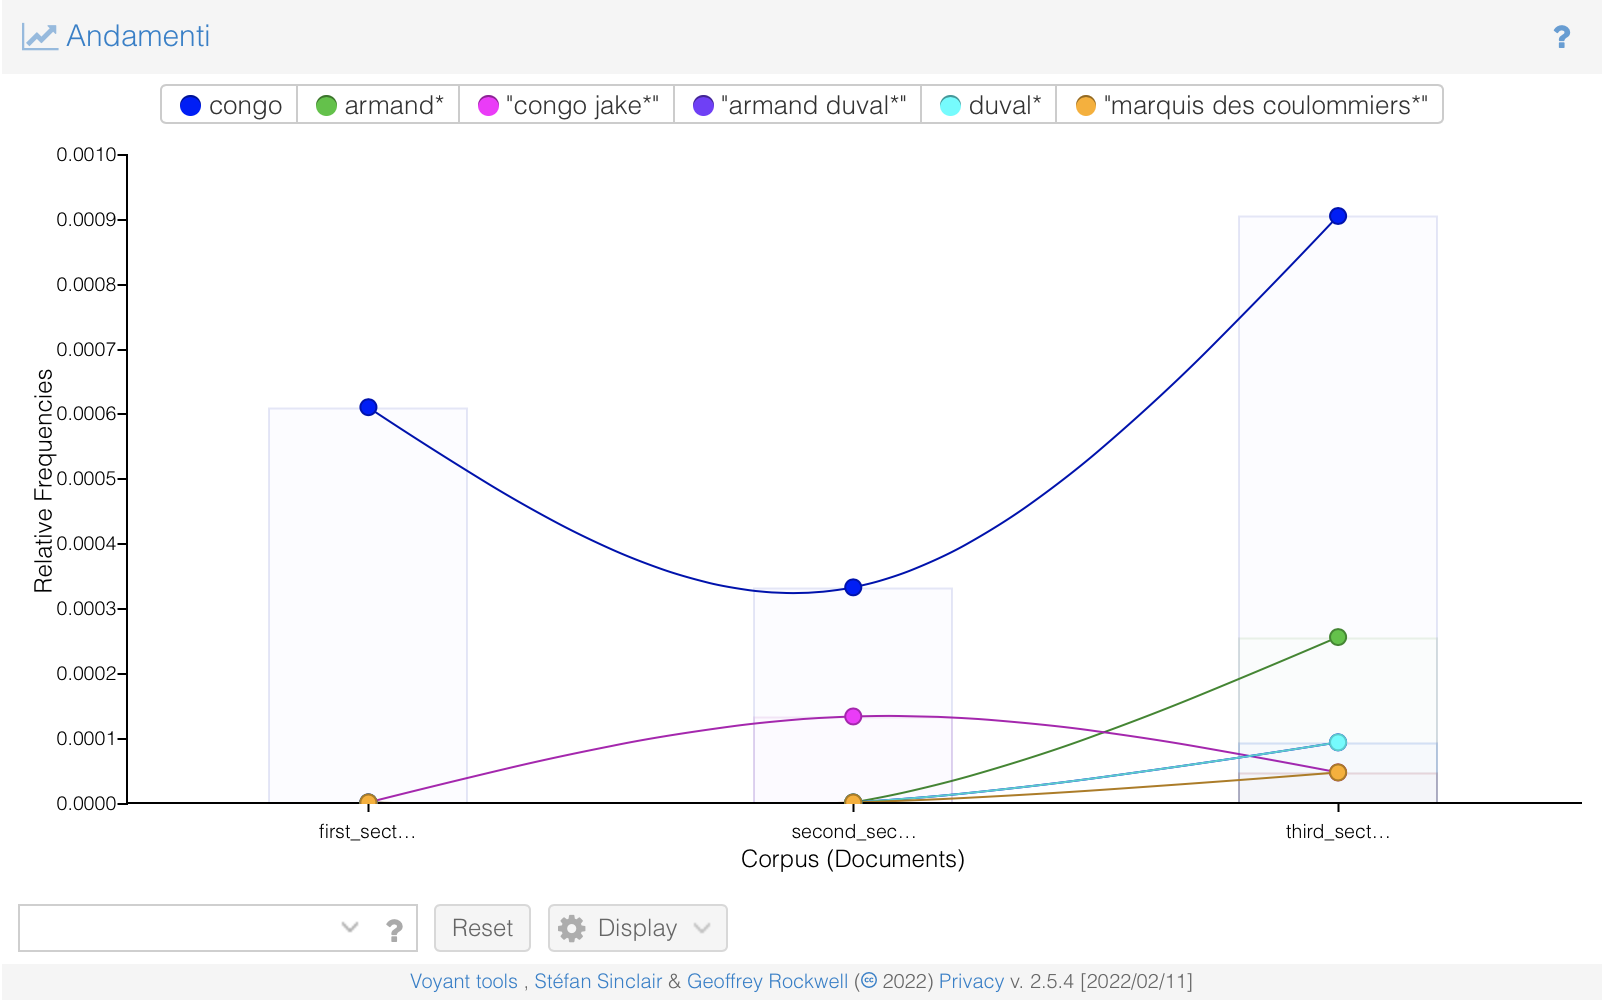 Andamenti
?
congo armand* "congo jake*" "armand duval*" duval* "marquis des coulommiers*"
Relative Frequencies
0.0010
0.0009
0.0008
0.0007
0.0006
0.0005
0.0004
0.0003
0.0002
0.0001
0.0000
first_sect... second_sec... third_sect...
Corpus (Documents)
? Reset Display
Voyant tools , Stéfan Sinclair & Geoffrey Rockwell (cc 2022) Privacy v. 2.5.4 [2022/02/11]